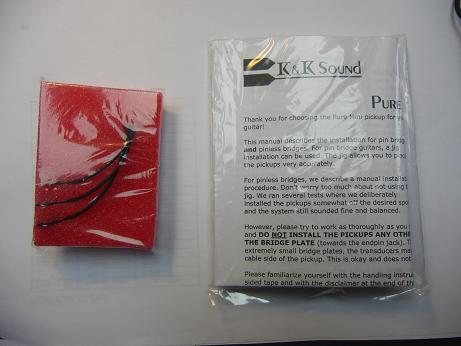 K&K Sound
Pure
Thank you for choosing the Pure Mini pickup for yo
guitar!
This manual describes the installation for pin bridg
and pinless bridges. For pin bridge guitars, a jig
installation can be used. The jig allows you to plac
the pickups very accurately.
For pinless bridges, we describe a manual installat
procedure. Don't worry too much about not using t
jig. We ran several tests where we deliberately
installed the pickups somewhat off the desired spo
and the system still sounded fine and balanced.
However, please try to work as thoroughly as you
and DO NOT INSTALL THE PICKUPS ANY OTHE
THE BRIDGE PLATE (towards the endpin jack). T
extremely small bridge plates, the transducers ma
cable side of the pickup. This is okay and does not
Please familiarize yourself with the handling instru
sided tape and with the disclaimer at the end of th